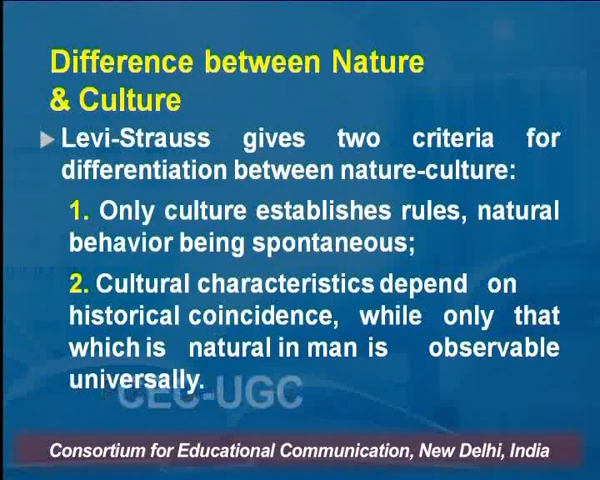 Difference between Nature
& Culture
Levi-Strauss gives two criteria for
differentiation between nature-culture:
1. Only culture establishes rules, natural
behavior being spontaneous;
2. Cultural characteristics depend on
historical coincidence, while only that
which is natural in man is observable
universally.
CEC-UGC
Consortium for Educational Communication, New Delhi, India